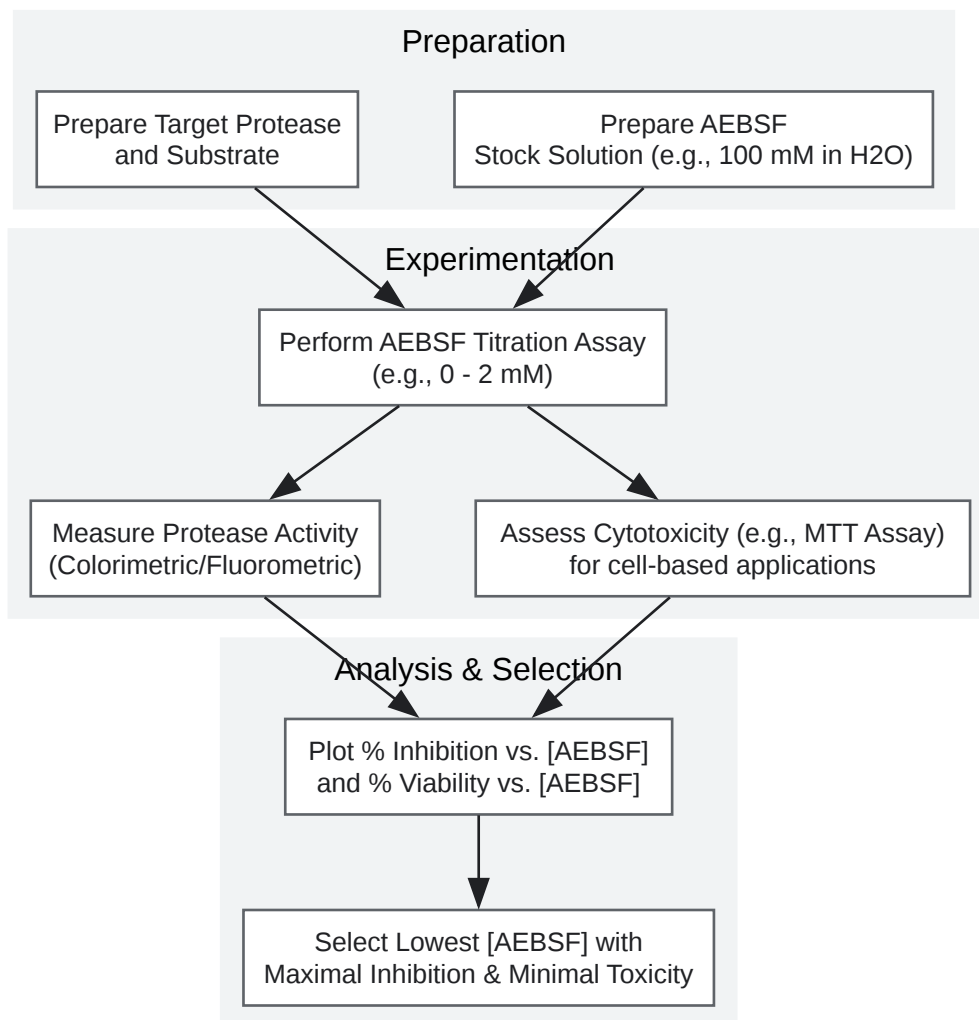 Preparation
Prepare Target Protease
and Substrate
Prepare AEBSF
Stock Solution (e.g., 100 mM in H2O)
Experimentation
Perform AEBSF Titration Assay
(e.g., 0 - 2 mM)
Measure Protease Activity
(Colorimetric/Fluorometric)
Assess Cytotoxicity (e.g., MTT Assay)
for cell-based applications
Analysis & Selection
Plot % Inhibition vs. [AEBSF]
and % Viability vs. [AEBSF]
Select Lowest [AEBSF] with
Maximal Inhibition & Minimal Toxicity